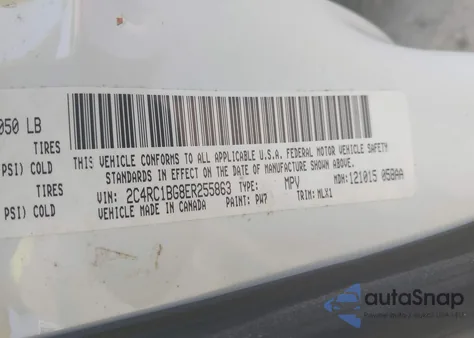 050 LB
TIRES
PSI) COLD
TIRES
PSI) COLD
THIS VEHICLE CONFORMS TO ALL APPLICABLE U.S.A. FEDERAL MOTOR VEHICLE SAFETY
STANDARDS IN EFFECT ON THE DATE OF MANUFACTURE SHOWN ABOVE.
VIN: 2C4RC1BG8ER255863 TYPE: MPV MDH: 121015 05BAA
VEHICLE MADE IN CANADA PAINT: PW7 TRIM: MLX1
autoSnap